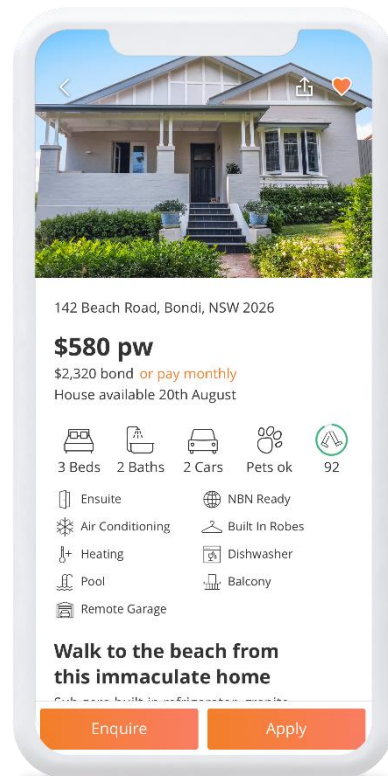 142 Beach Road, Bondi, NSW 2026
$580 pw
$2,320 bond or pay monthly
House available 20th August
3 Beds 2 Baths 2 Cars Pets ok 92
Ensuite NBN Ready
Air Conditioning Built In Robes
Heating Dishwasher
Pool Balcony
Remote Garage
Walk to the beach from
this immaculate home
Enquire Apply